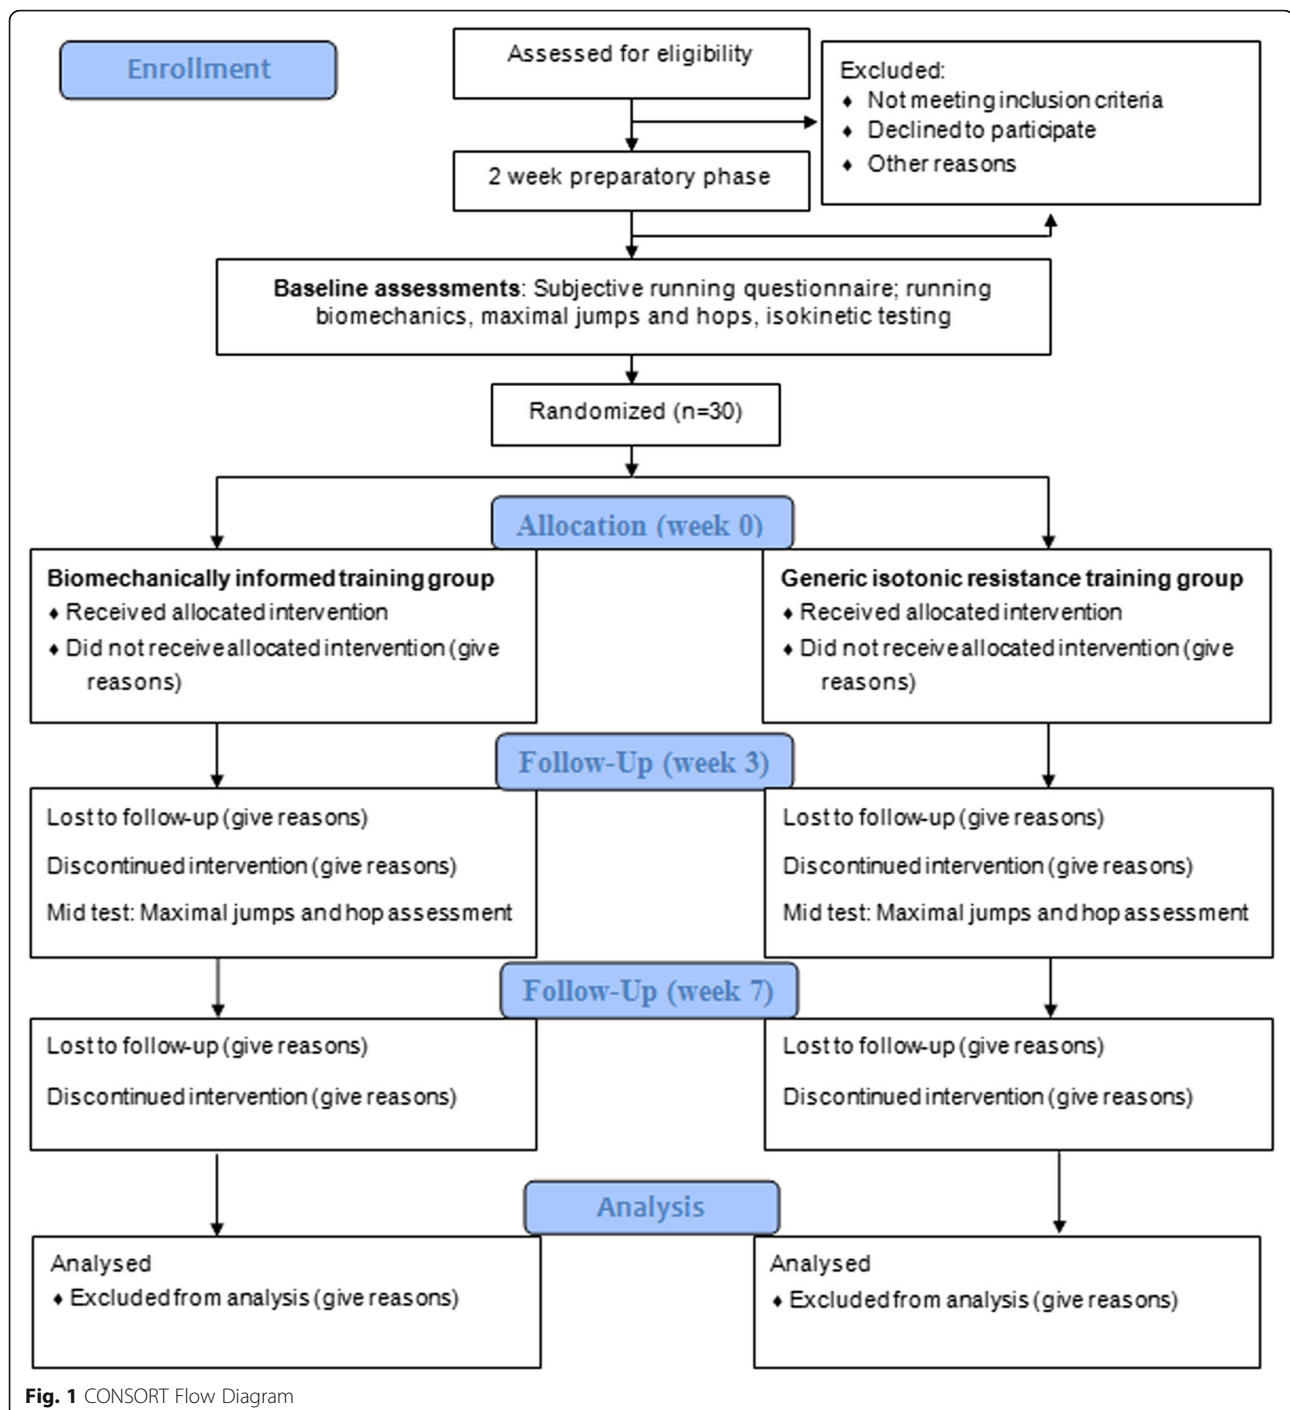 Enrollment
Assessed for eligibility
Excluded:
♦ Not meeting inclusion criteria
♦ Declined to participate
♦ Other reasons
2 week preparatory phase
Baseline assessments: Subjective running questionnaire; running
biomechanics, maximal jumps and hops, isokinetic testing
Randomized (n=30)
Allocation (week 0)
Biomechanically informed training group
♦ Received allocated intervention
♦ Did not receive allocated intervention (give
reasons)
Generic isotonic resistance training group
♦ Received allocated intervention
♦ Did not receive allocated intervention (give
reasons)
Follow-Up (week 3)
Lost to follow-up (give reasons)
Discontinued intervention (give reasons)
Mid test: Maximal jumps and hop assessment
Lost to follow-up (give reasons)
Discontinued intervention (give reasons)
Mid test: Maximal jumps and hop assessment
Follow-Up (week 7)
Lost to follow-up (give reasons)
Discontinued intervention (give reasons)
Lost to follow-up (give reasons)
Discontinued intervention (give reasons)
Analysis
Analysed
♦ Excluded from analysis (give reasons)
Analysed
♦ Excluded from analysis (give reasons)
Fig. 1 CONSORT Flow Diagram